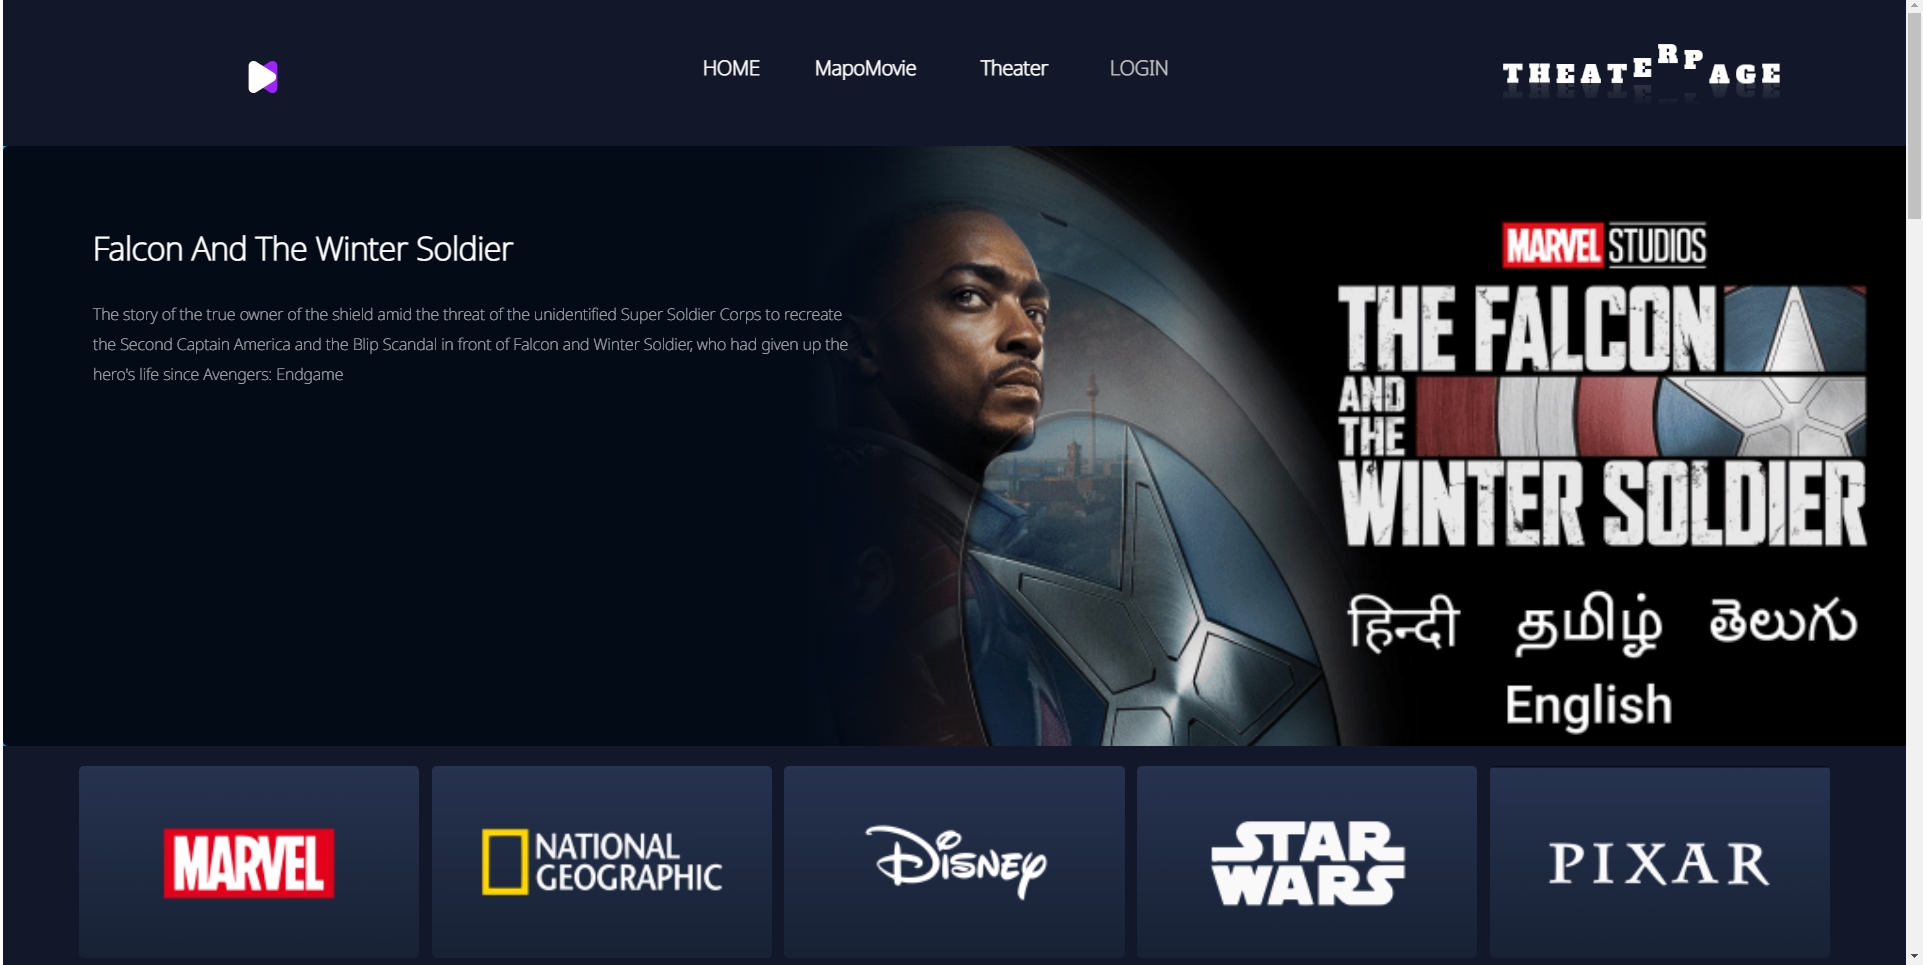 HOME MapoMovie Theater LOGIN
THEATERPAGE
Falcon And The Winter Soldier
The story of the true owner of the shield amid the threat of the unidentified Super Soldier Corps to recreate
the Second Captain America and the Blip Scandal in front of Falcon and Winter Soldier, who had given up the
hero's life since Avengers: Endgame
MARVEL STUDIOS
THE FALCON
AND
THE
WINTER SOLDIER
हिन्दी தமிழ் తెలుగు
English
MARVEL
NATIONAL
GEOGRAPHIC
Disney
STAR
WARS
PIXAR